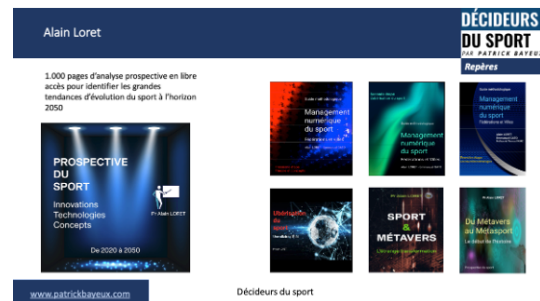 Alain Loret
DÉCIDEURS
DU SPORT
PAR PATRICK BAYEUX
Repères
1.000 pages d'analyse prospective en libre
accès pour identifier les grandes
tendances d'évolution du sport à l'horizon
2050
PROSPECTIVE
DU
SPORT
Innovations
Technologies
Concepts
Pr Alain LORET
De 2020 à 2050
Management
numérique
du sport
Management
numérique
du sport
Management
numérique
du sport
Ubérisation
du
sport
SPORT
&
MÉTAVERS
Du Métavers
au Métasport
www.patrickbayeux.com
Décideurs du sport